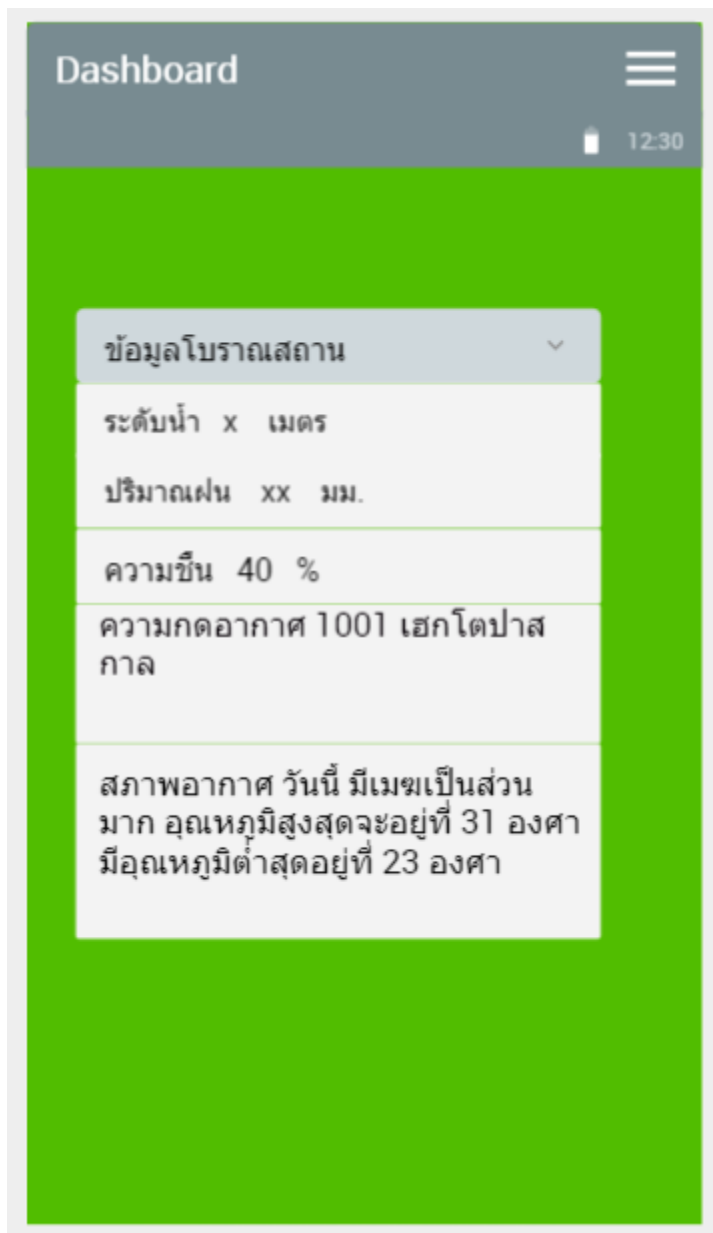 Dashboard
12:30
ข้อมูลโบราณสถาน
ระดับน้ำ x เมตร
ปริมาณฝน xx มม.
ความชื้น 40 %
ความกดอากาศ 1001 เฮกโตปาส
กาล
สภาพอากาศ วันนี้ มีเมฆเป็นส่วน
มาก อุณหภูมิสูงสุดจะอยู่ที่ 31 องศา
มีอุณหภูมิต่ำสุดอยู่ที่ 23 องศา